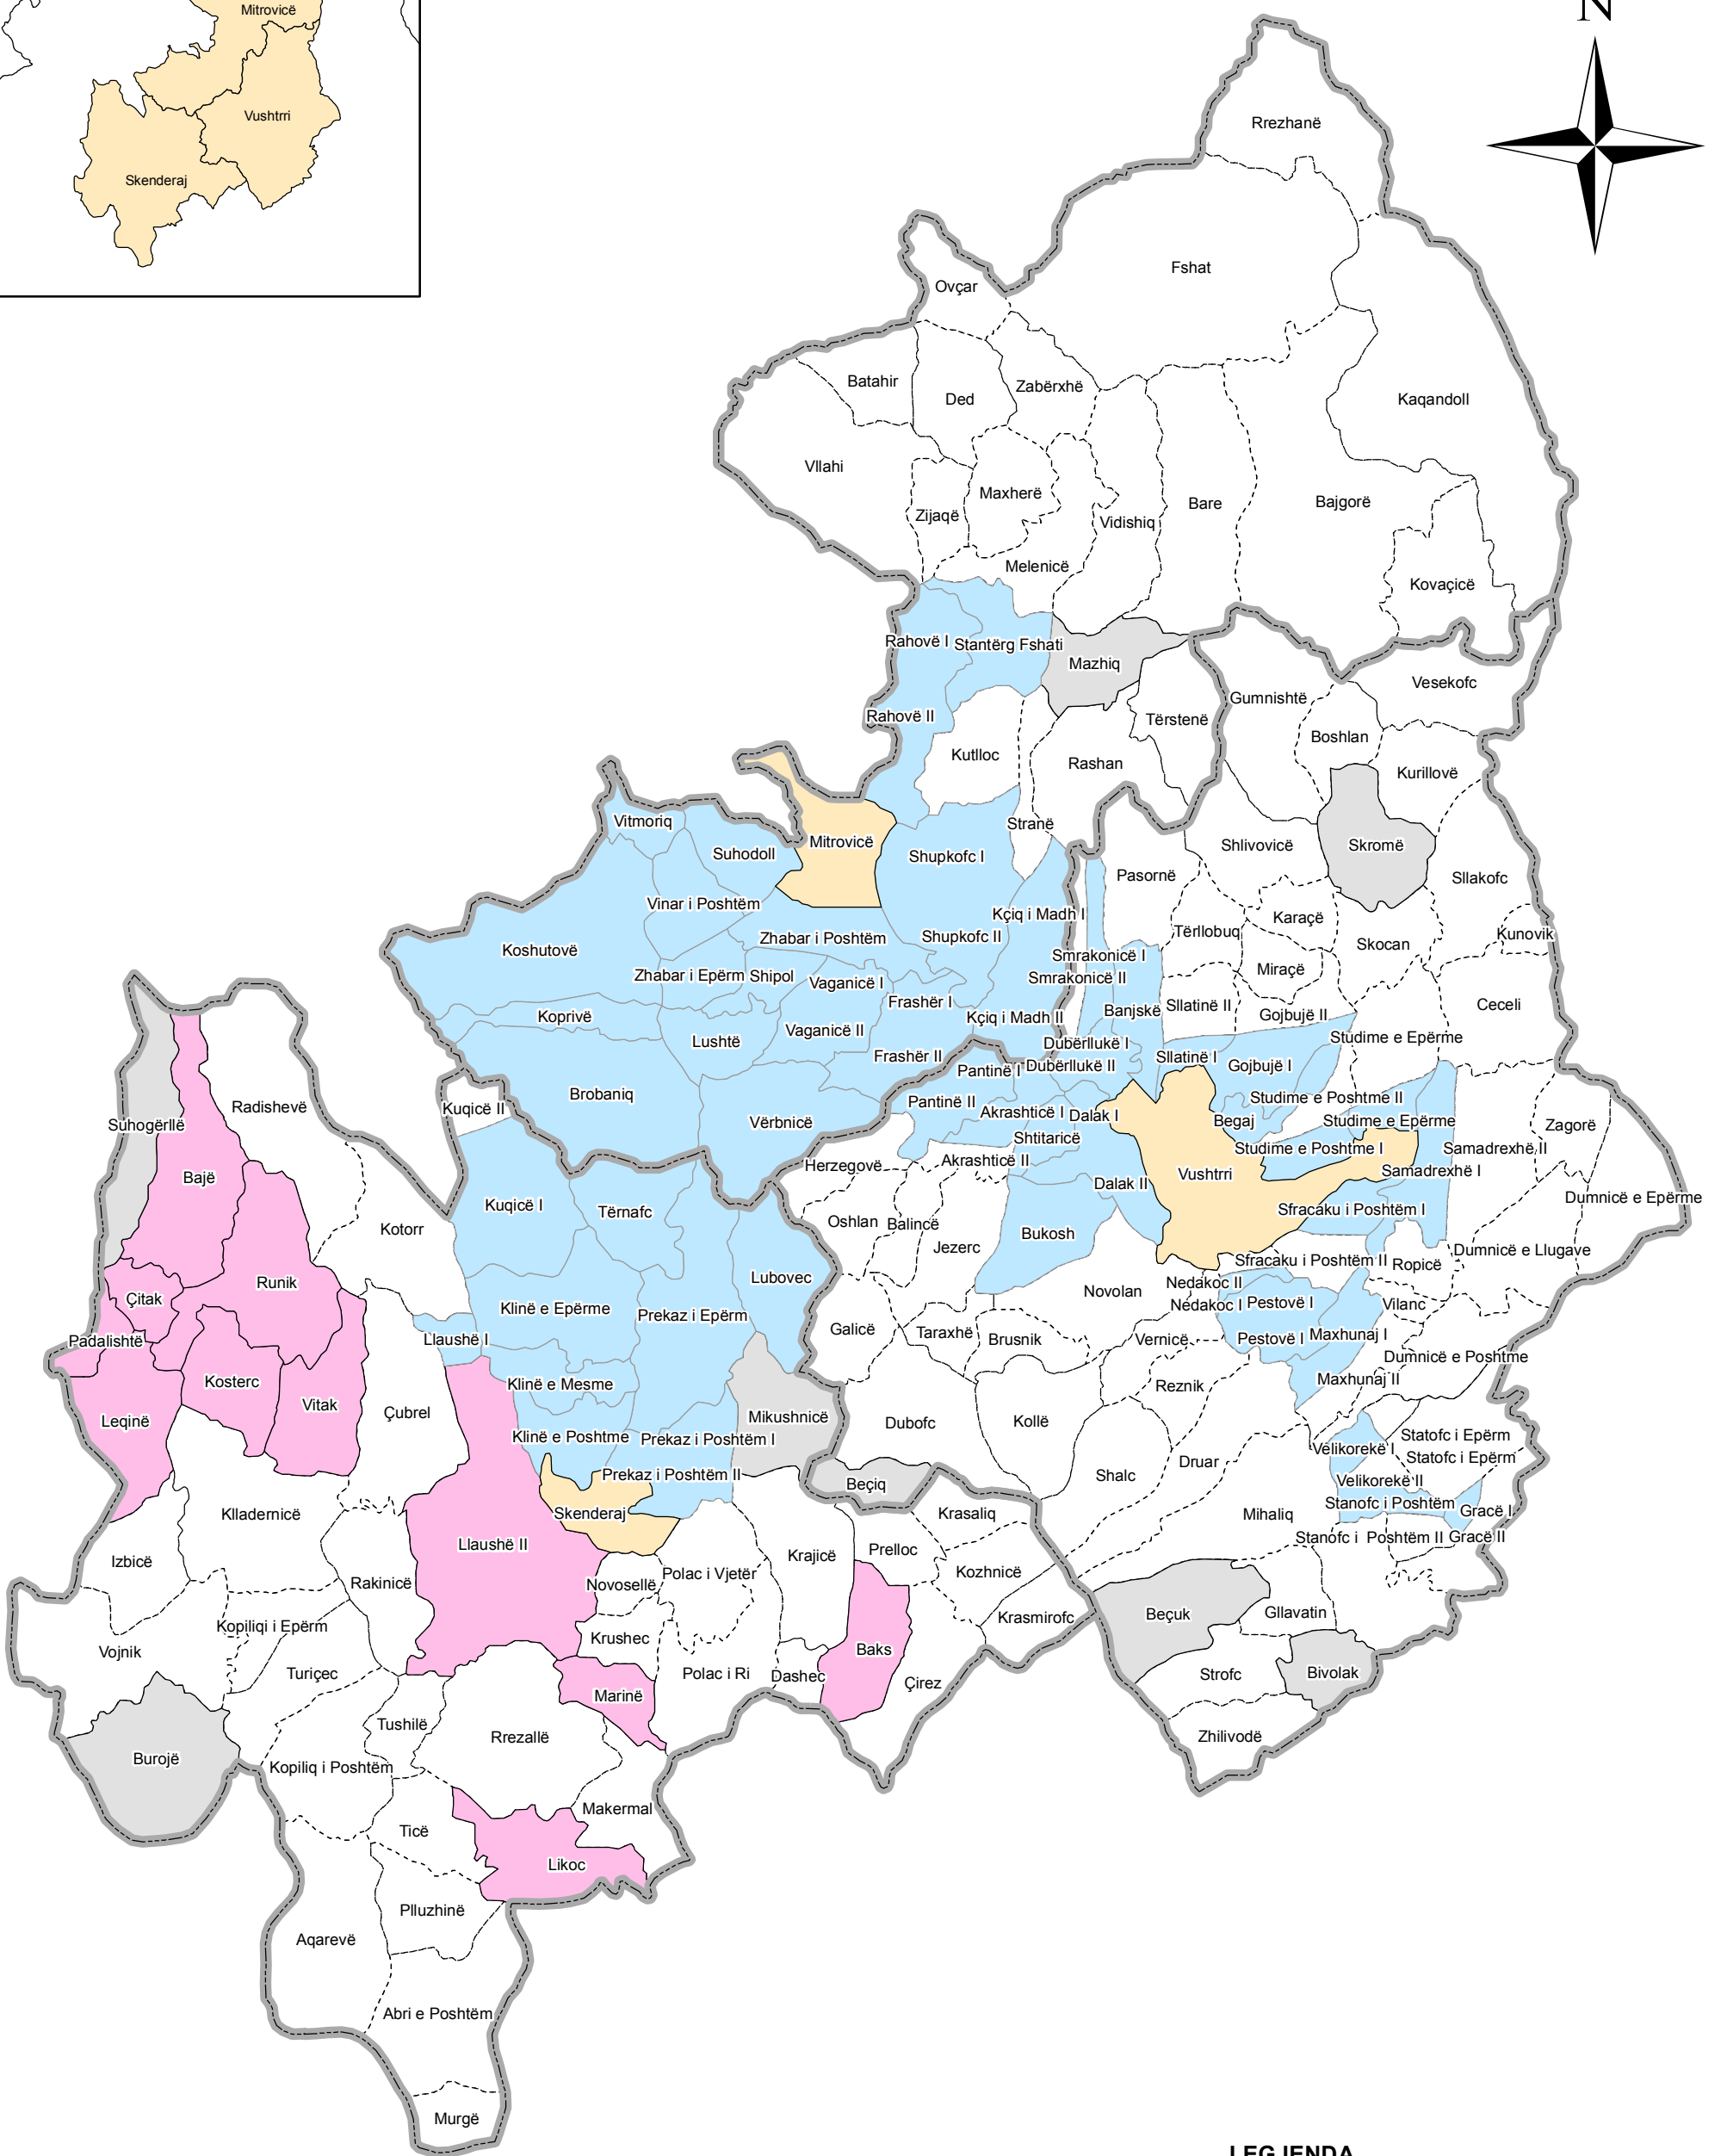 Mitrovicë
N
Vushtrri
Skenderaj
Rrezhanë
Fshat
Ovçar
Batahir
Ded
Zabërxhë
Kaqandoll
Vllahi
Maxherë
Zijaqë
Vidishiq
Bare
Bajgorë
Melenicë
Kovaçicë
Rahovë I
Stantërg Fshati
Mazhiq
Vesekofc
Gumnishtë
Rahovë II
Tërstenë
Boshlan
Kutlloc
Rashan
Kurillovë
Vitmoriq
Stranë
Mitrovicë
Suhodoll
Shupkofc I
Shlivovicë
Skromë
Pasornë
Sllakofc
Vinar i Poshtëm
Kçiq i Madh I
Karaçë
Koshutovë
Zhabar i Poshtëm
Shupkofc II
Tërllobuq
Kunovik
Skocan
Smrakonicë I
Zhabar i Epërm
Shipol
Vaganicë I
Smrakonicë II
Miraçë
Frashër I
Koprivë
Kçiq i Madh II
Banjskë
Sllatinë II
Gojbujë II
Ceceli
Vaganicë II
Lushtë
Dubërllukë I
Studime e Epërme
Frashër II
Pantinë I
Dubërllukë II
Sllatinë I
Gojbujë I
Brobaniq
Kuqicë II
Radishevë
Pantinë II
Akrashticë I
Dalak I
Studime e Poshtme II
Suhogërllë
Vërbnicë
Begaj
Studime e Epërme
Zagorë
Shtitaricë
Studime e Poshtme I
Samadrexhë II
Bajë
Herzegovë
Akrashticë II
Vushtrri
Samadrexhë I
Dalak II
Dumnicë e Epërme
Kuqicë I
Tërnafc
Sfracaku i Poshtëm I
Kotorr
Oshlan
Balincë
Bukosh
Jezerc
Dumnicë e Llugave
Sfracaku i Poshtëm II
Ropicë
Runik
Lubovec
Nedakoc II
Çitak
Novolan
Klinë e Epërme
Prekaz i Epërm
Nedakoc I
Pestovë I
Vilanc
Padalishtë
Llaushë I
Galicë
Taraxhë
Brusnik
Vernicë
Pestovë I
Maxhunaj I
Dumnicë e Poshtme
Kosterc
Klinë e Mesme
Reznik
Maxhunaj II
Vitak
Leqinë
Çubrel
Mikushnicë
Dubofc
Kollë
Klinë e Poshtme
Prekaz i Poshtëm I
Statofc i Epërm
Velikorekë I
Statofc i Epërm
Druar
Prekaz i Poshtëm II
Shalc
Beçiq
Velikorekë II
Stanofc i Poshtëm
Gracë I
Klladernicë
Skenderaj
Krasaliq
Mihaliq
Stanofc i Poshtëm II
Gracë II
Llaushë II
Prelloc
Krajicë
Izbicë
Polac i Vjetër
Kozhnicë
Rakinicë
Novosellë
Beçuk
Gllavatin
Krasmirofc
Kopiliqi i Epërm
Krushec
Vojnik
Baks
Turiçec
Polac i Ri
Dashec
Strofc
Bivolak
Çirez
Marinë
Tushilë
Rrezallë
Zhilivodë
Burojë
Kopiliq i Poshtëm
Makermal
Ticë
Likoc
Plluzhinë
Aqarevë
Abri e Poshtëm
Murgë
LEGJENDA